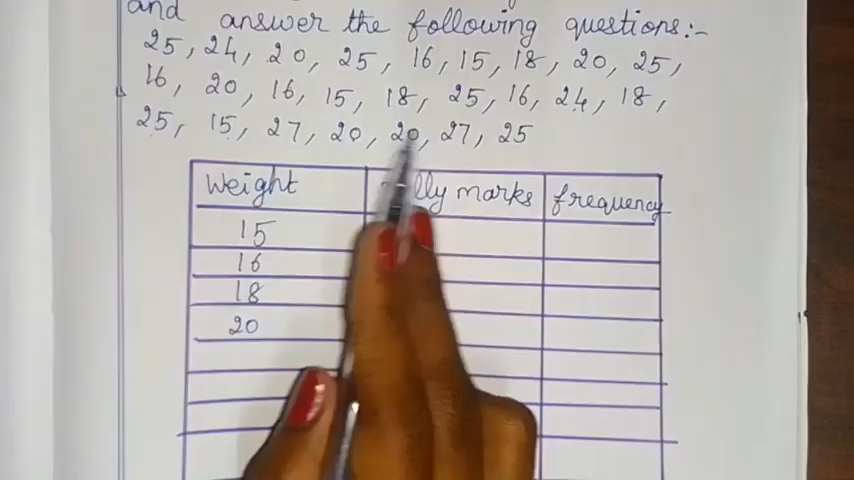 and answer the following questions:-
25, 24, 20, 25, 16, 15, 18, 20, 25,
16, 20, 16, 15, 18, 25, 16, 24, 18,
25, 15, 27, 20, 20, 27, 25
Weight marks frequency
15
16
18
20